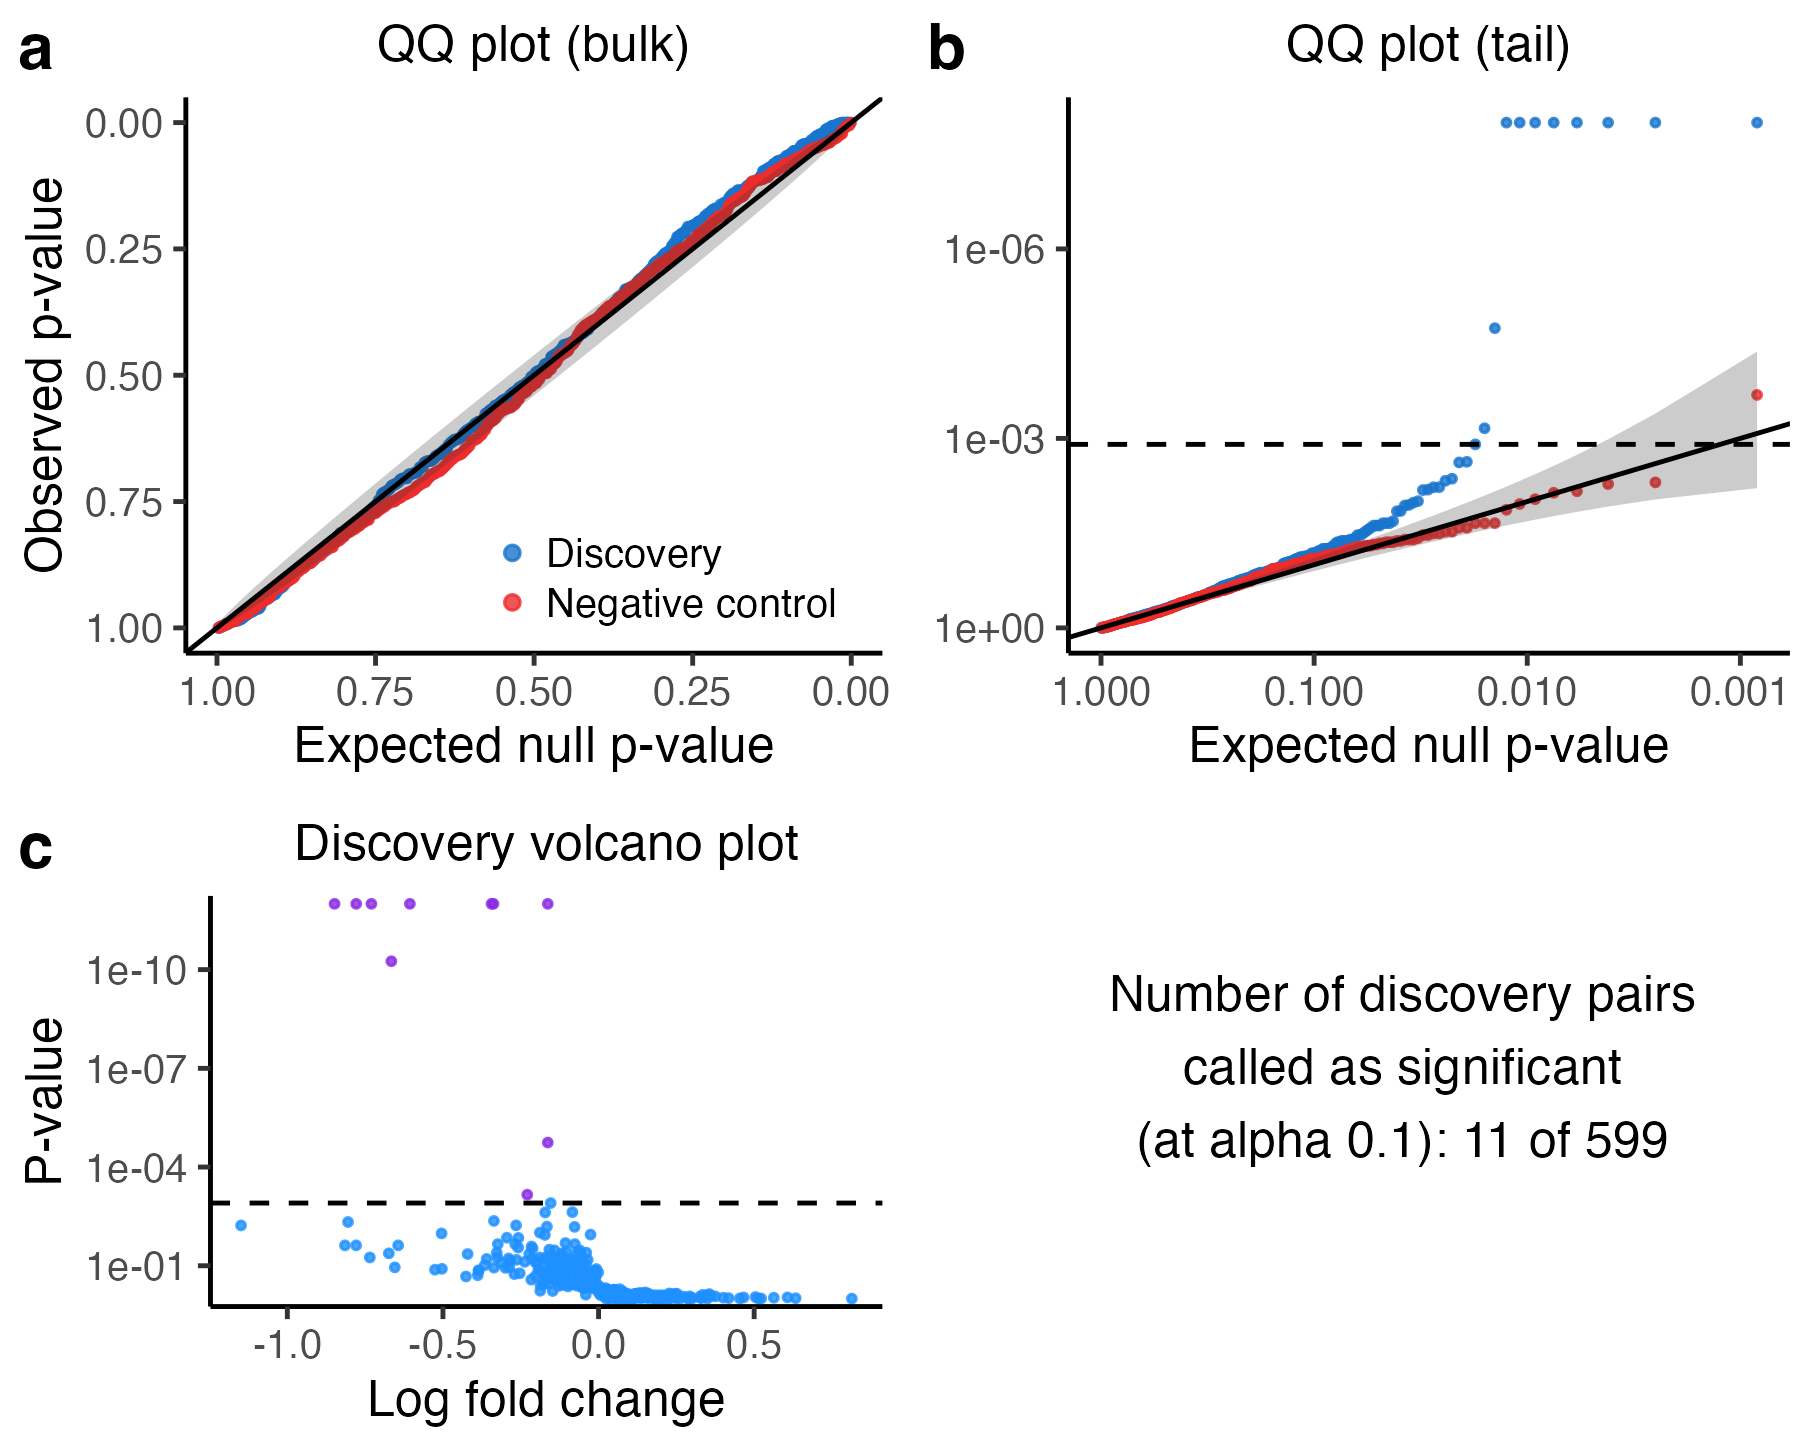 a
QQ plot (bulk)
Observed p-value
0.00
0.25
0.50
0.75
1.00
Discovery
Negative control
1.00 0.75 0.50 0.25 0.00
Expected null p-value
b
QQ plot (tail)
1e-06
1e-03
1e+00
1.000 0.100 0.010 0.001
Expected null p-value
c
Discovery volcano plot
P-value
1e-10
1e-07
1e-04
1e-01
-1.0 -0.5 0.0 0.5
Log fold change
Number of discovery pairs
called as significant
(at alpha 0.1): 11 of 599